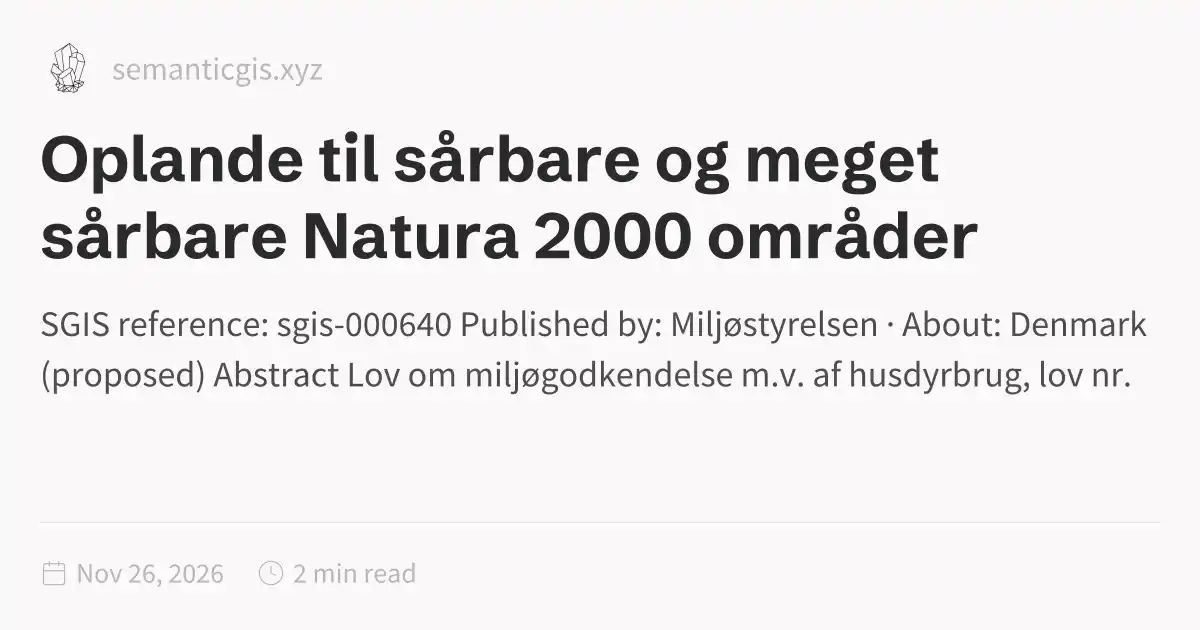 semanticgis.xyz
Oplande til sårbare og meget
sårbare Natura 2000 områder
SGIS reference: sgis-000640 Published by: Miljøstyrelsen · About: Denmark
(proposed) Abstract Lov om miljøgodkendelse m.v. af husdyrbrug, lov nr.
Nov 26, 2026 2 min read